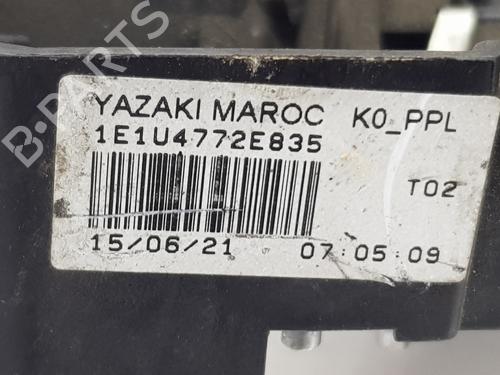 B-PARTS
YAZAKI MAROC K0_PPL
1E1U4772E835
T02
15/06/21 07:05:09